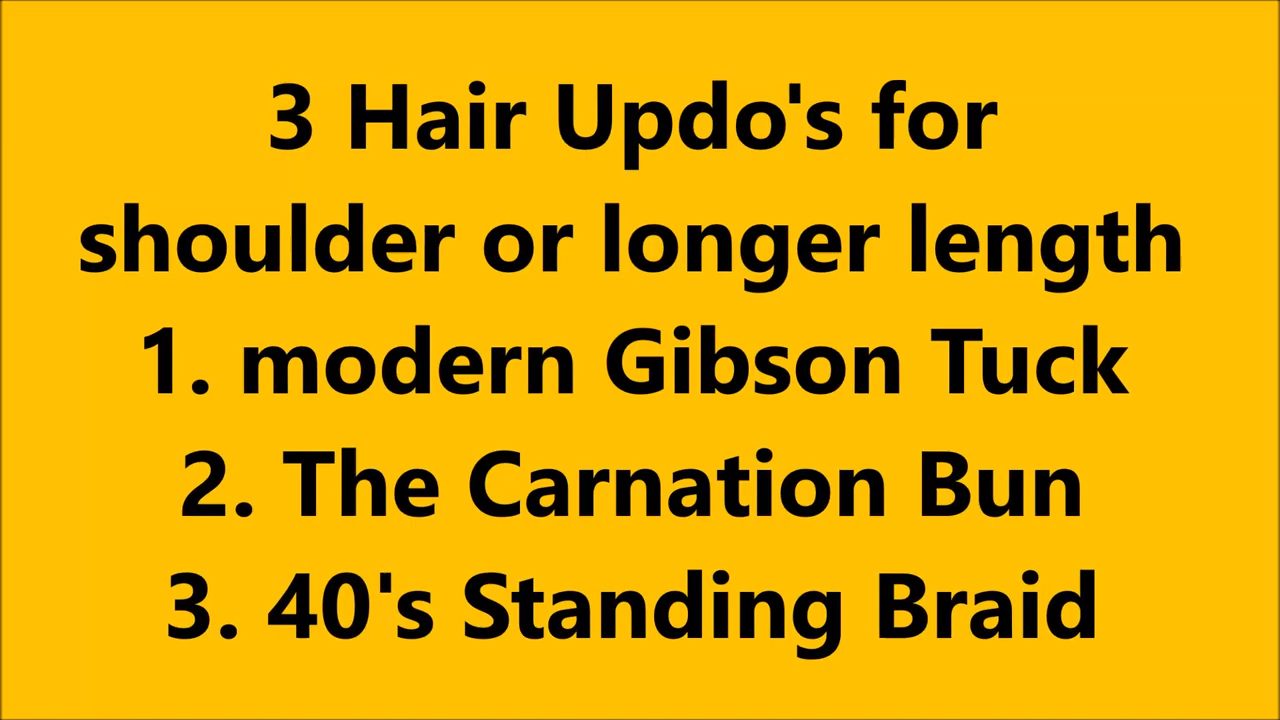 3 Hair Updo's for
shoulder or longer length
1. modern Gibson Tuck
2. The Carnation Bun
3. 40's Standing Braid